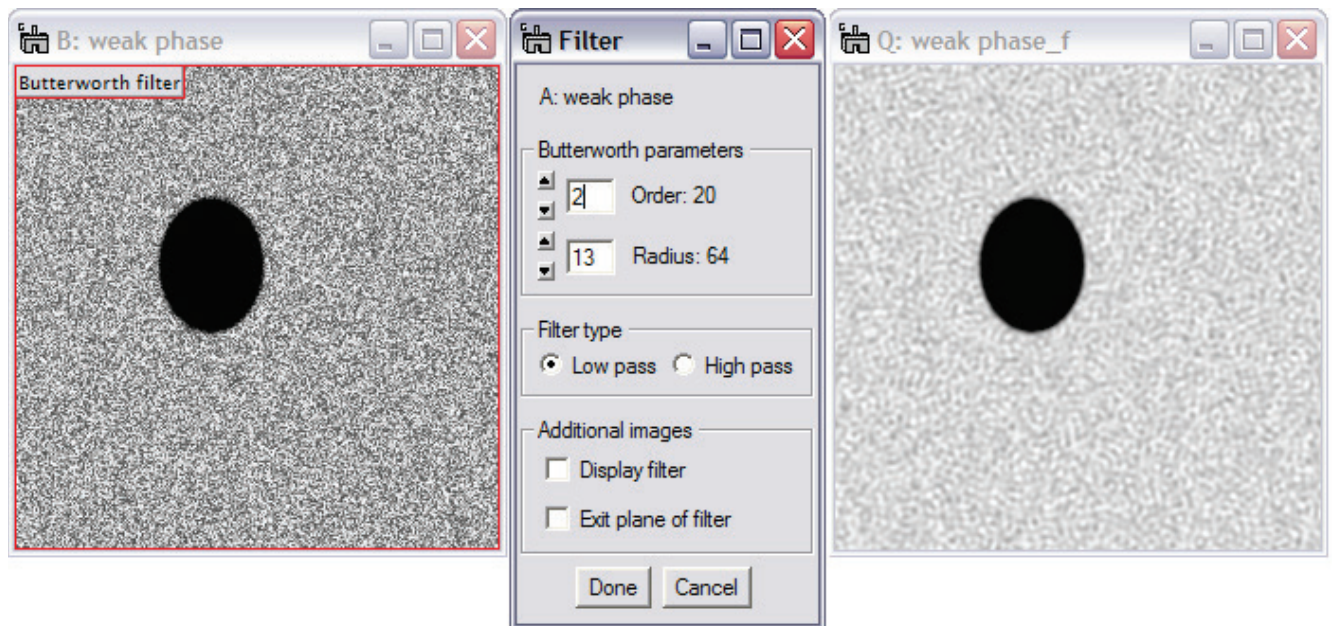 B: weak phase
Butterworth filter
Filter
A: weak phase
Butterworth parameters
2 Order: 20
13 Radius: 64
Filter type
Low pass High pass
Additional images
Display filter
Exit plane of filter
Done Cancel
Q: weak phase_f